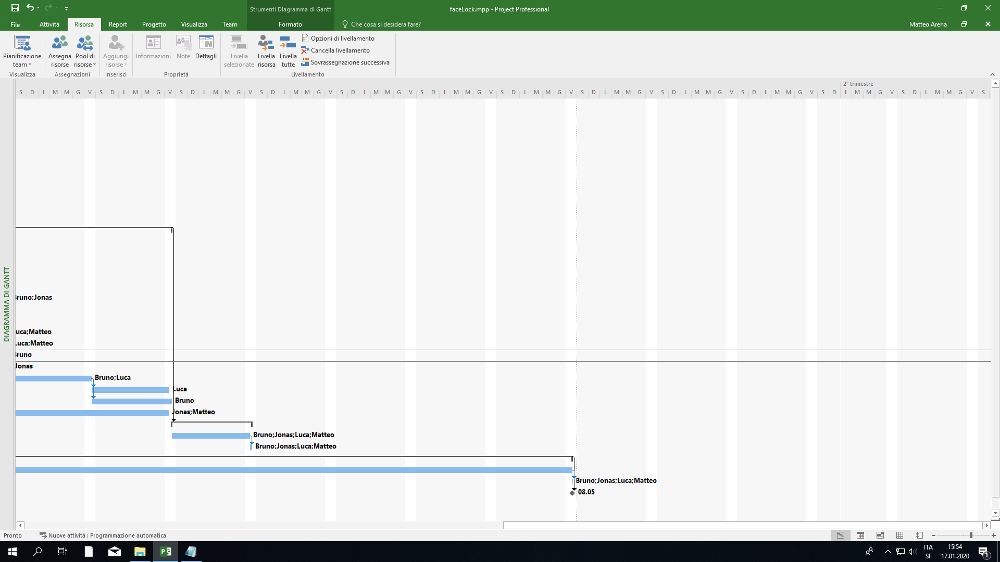 Strumenti Diagramma di Gantt
faceLock.mpp - Project Professional
File Attività Risorsa Report Progetto Visualizza Team Formato Che cosa si desidera fare? Matteo Arena
Pianificazione team
Assegna risorse
Pool di risorse
Aggiungi risorse
Informazioni
Note
Dettagli
Livella selezionate
Livella risorsa
Livella tutte
Opzioni di livellamento
Cancella livellamento
Sovrassegnazione successiva
Visualizza Assegnazioni Inserisci Proprietà Livellamento
2° trimestre
S D L M M G V S D L M M G V S D L M M G V S D L M M G V S D L M M G V S D L M M G V S D L M M G V S D L M M G V S D L M M G V S D L M M G V S D L M M G V S D L M M G V S
DIAGRAMMA DI GANTT
Bruno;Jonas
uca;Matteo
Luca;Matteo
Bruno
Jonas
Bruno;Luca
Luca
Bruno
Jonas;Matteo
Bruno;Jonas;Luca;Matteo
Bruno;Jonas;Luca;Matteo
Bruno;Jonas;Luca;Matteo
08.05
Pronto Nuove attività : Programmazione automatica
ITA 15:54
SF 17.01.2020 1